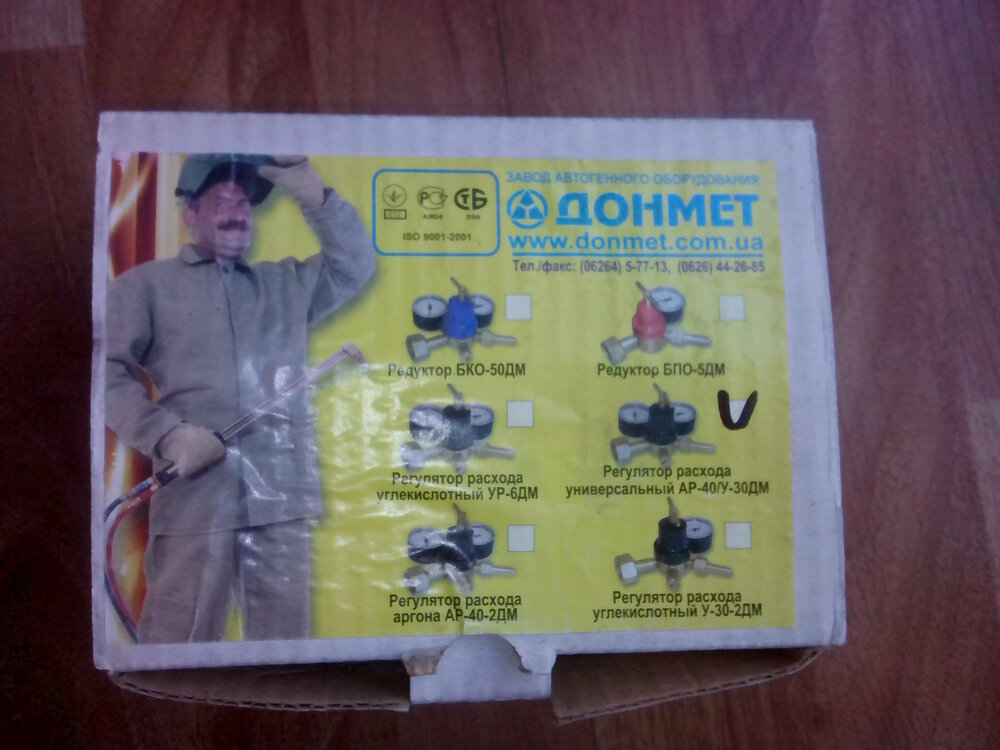 ЗАВОД АВТОГЕННОГО ОБОРУДОВАНИЯ
ДОНМЕТ
www.donmet.com.ua
Тел./факс: (06264) 5-77-13, (0626) 44-26-85
ISO 9001-2001
Редуктор БКО-50ДМ
Редуктор БПО-5ДМ
Регулятор расхода
углекислотный УР-6ДМ
Регулятор расхода
универсальный АР-40/У-30ДМ
Регулятор расхода
аргона АР-40-2ДМ
Регулятор расхода
углекислотный У-30-2ДМ